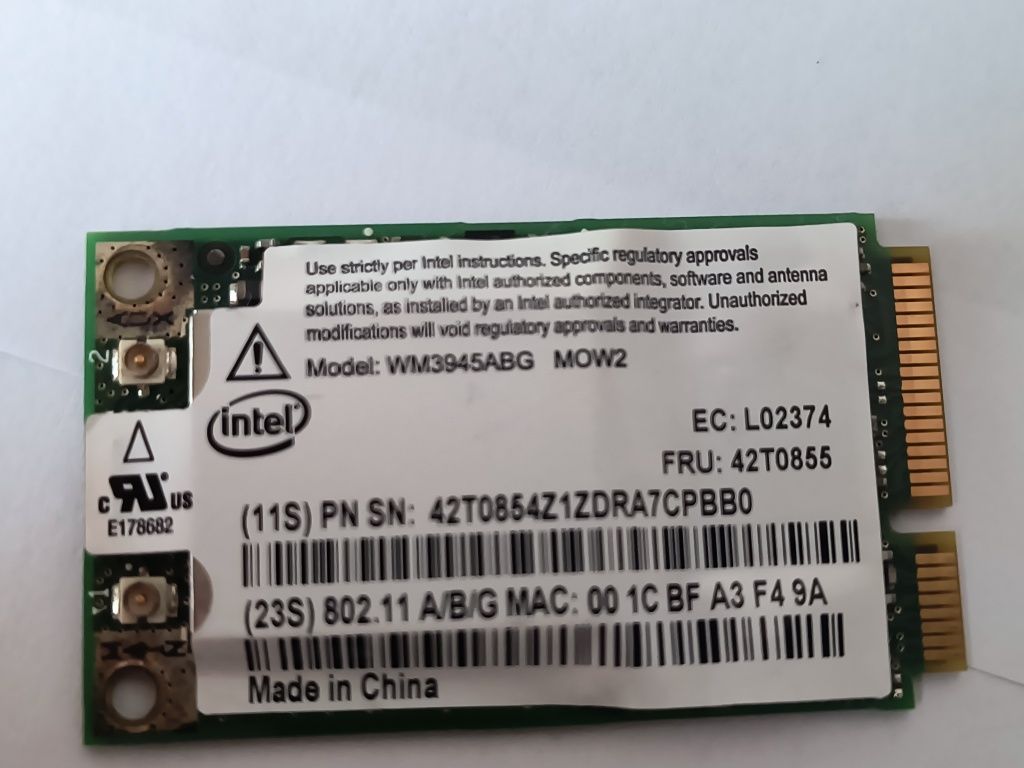 Use strictly per Intel instructions. Specific regulatory approvals
applicable only with Intel authorized components, software and antenna
solutions, as installed by an Intel authorized integrator. Unauthorized
modifications will void regulatory approvals and warranties.
Model: WM3945ABG MOW2
intel®
EC: L02374
FRU: 42T0855
2
c RU® US
E178682
(11S) PN SN: 42T0854Z1ZDRA7CPBB0
1
(23S) 802.11 A/B/G MAC: 00 1C BF A3 F4 9A
Made in China